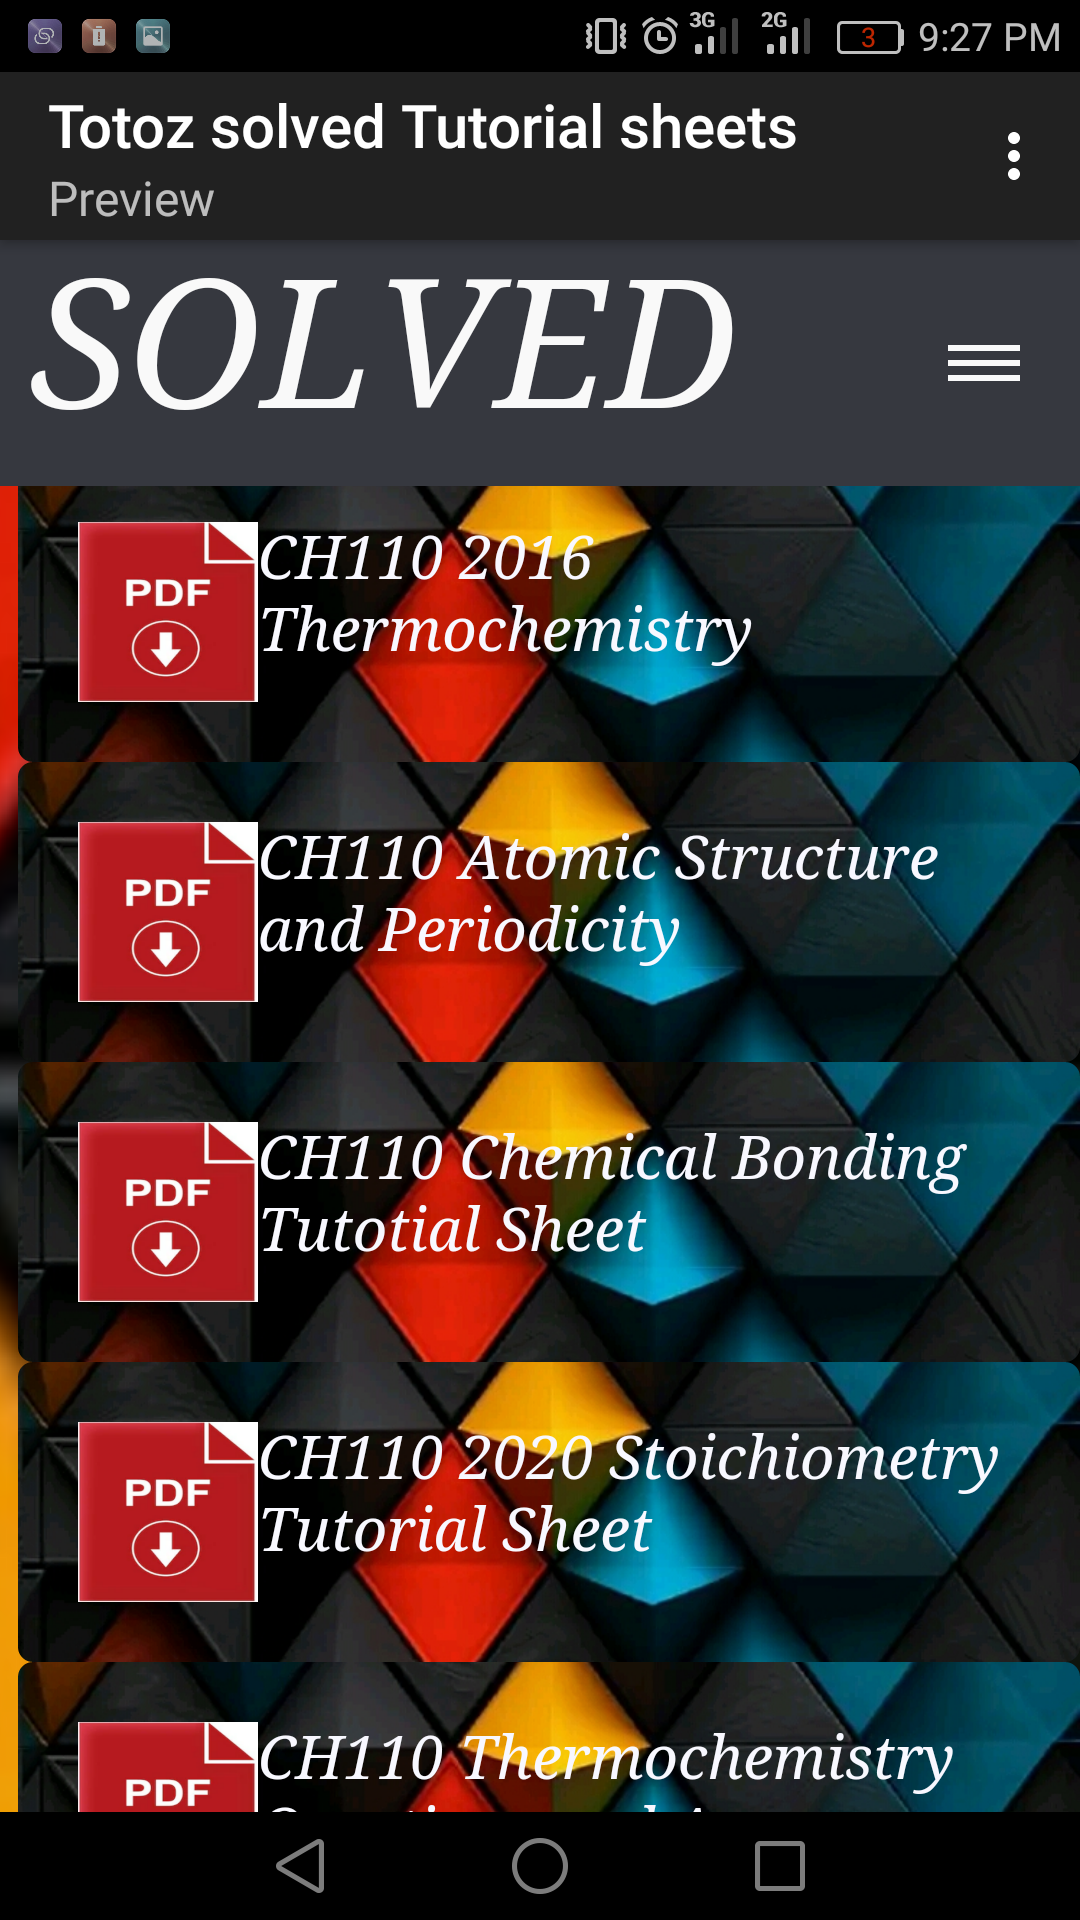 3G 2G 3 9:27 PM
Totoz solved Tutorial sheets
Preview
SOLVED
PDF
CH110 2016
Thermochemistry
PDF
CH110 Atomic Structure
and Periodicity
PDF
CH110 Chemical Bonding
Tutotial Sheet
PDF
CH110 2020 Stoichiometry
Tutorial Sheet
PDF
CH110 Thermochemistry